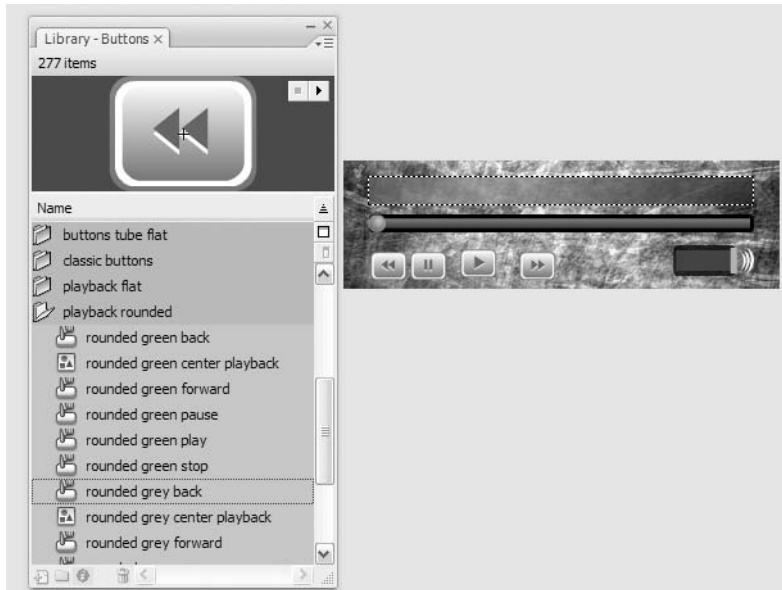 Library - Buttons
277 items
Name
buttons tube flat
classic buttons
playback flat
playback rounded
rounded green back
rounded green center playback
rounded green forward
rounded green pause
rounded green play
rounded green stop
rounded grey back
rounded grey center playback
rounded grey forward